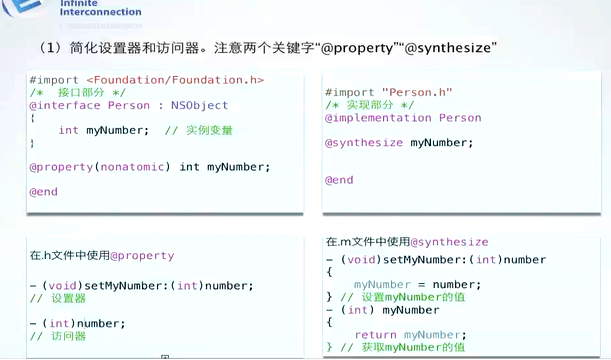 Infinite
Interconnection
（1）简化设置器和访问器。注意两个关键字“@property”“@synthesize”
#import <Foundation/Foundation.h>
/*  接口部分 */
@interface Person : NSObject
{
    int myNumber;  // 实例变量
}
@property(nonatomic) int myNumber;
@end
#import "Person.h"
/* 实现部分 */
@implementation Person
@synthesize myNumber;
@end
在.h文件中使用@property
- (void)setMyNumber:(int)number;
// 设置器
- (int)number;
// 访问器
在.m文件中使用@synthesize
- (void)setMyNumber:(int)number
{
    myNumber = number;
} // 设置myNumber的值
- (int) myNumber
{
    return myNumber;
} // 获取myNumber的值